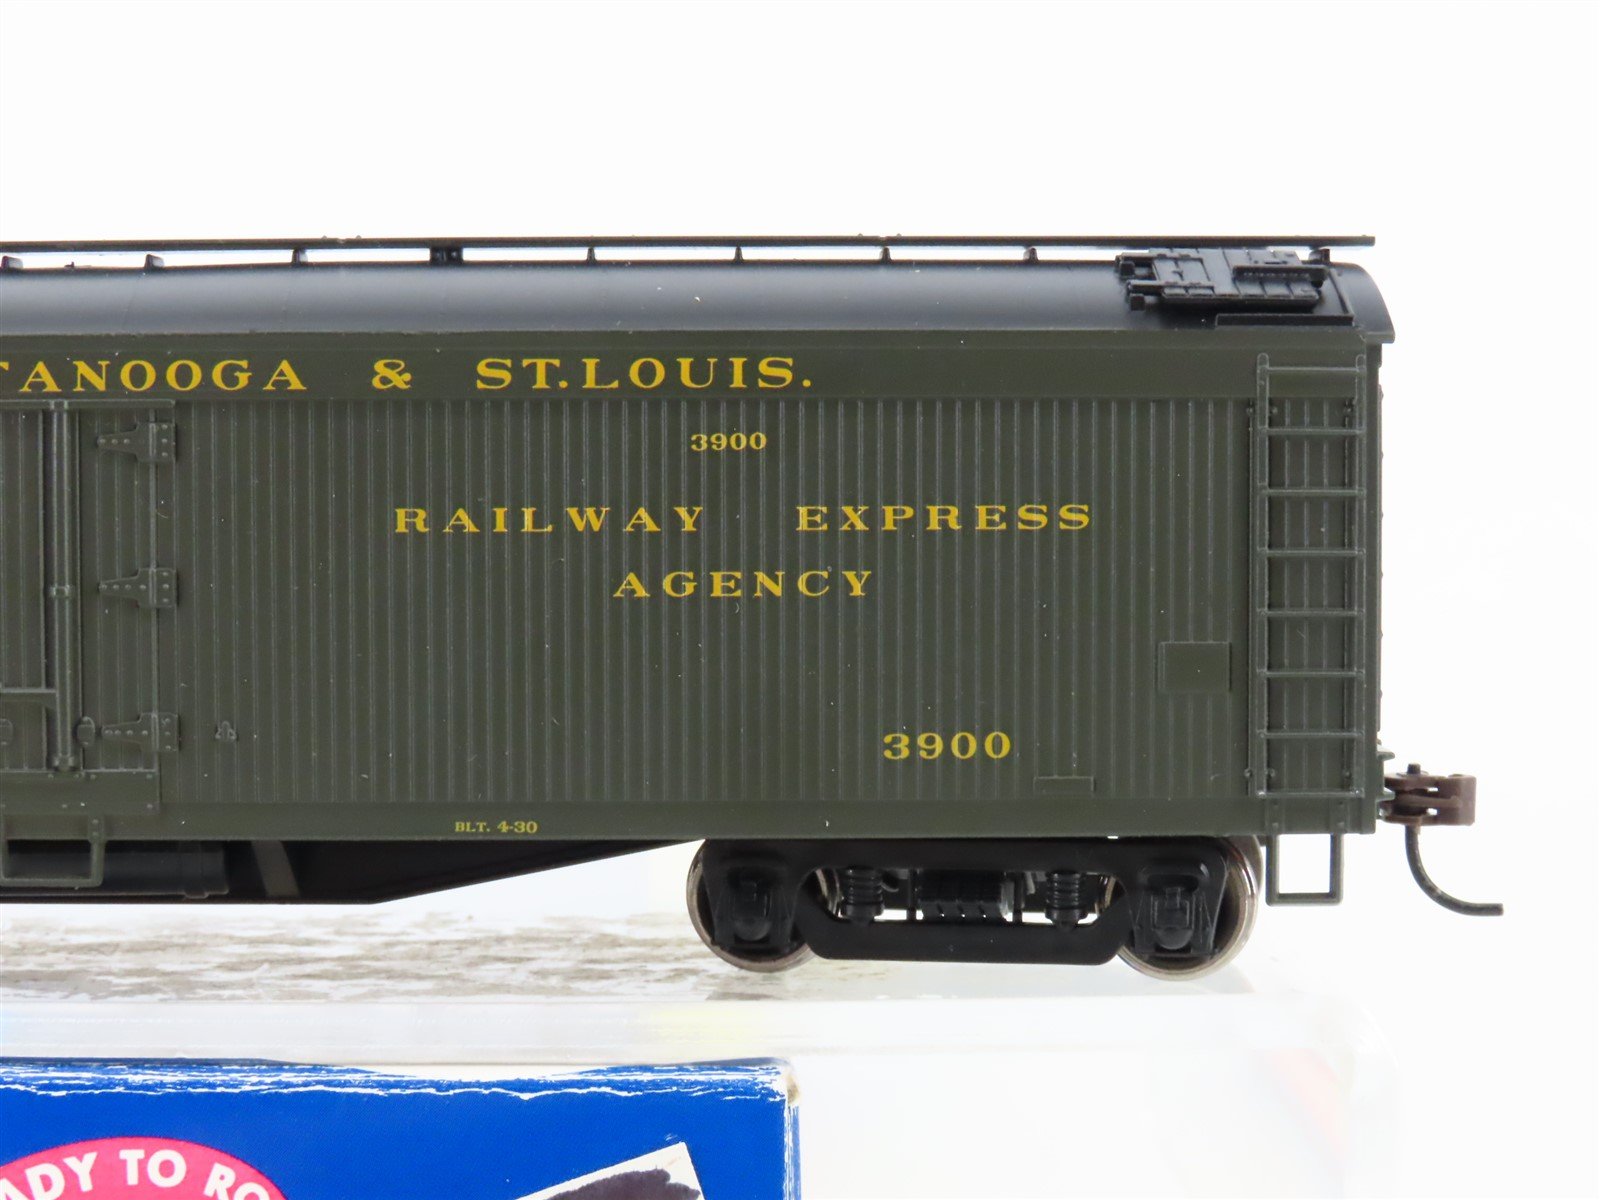 TANOOGA & ST. LOUIS.
3900
RAILWAY EXPRESS
AGENCY
3900
BLT. 4-30
ADY TO RO